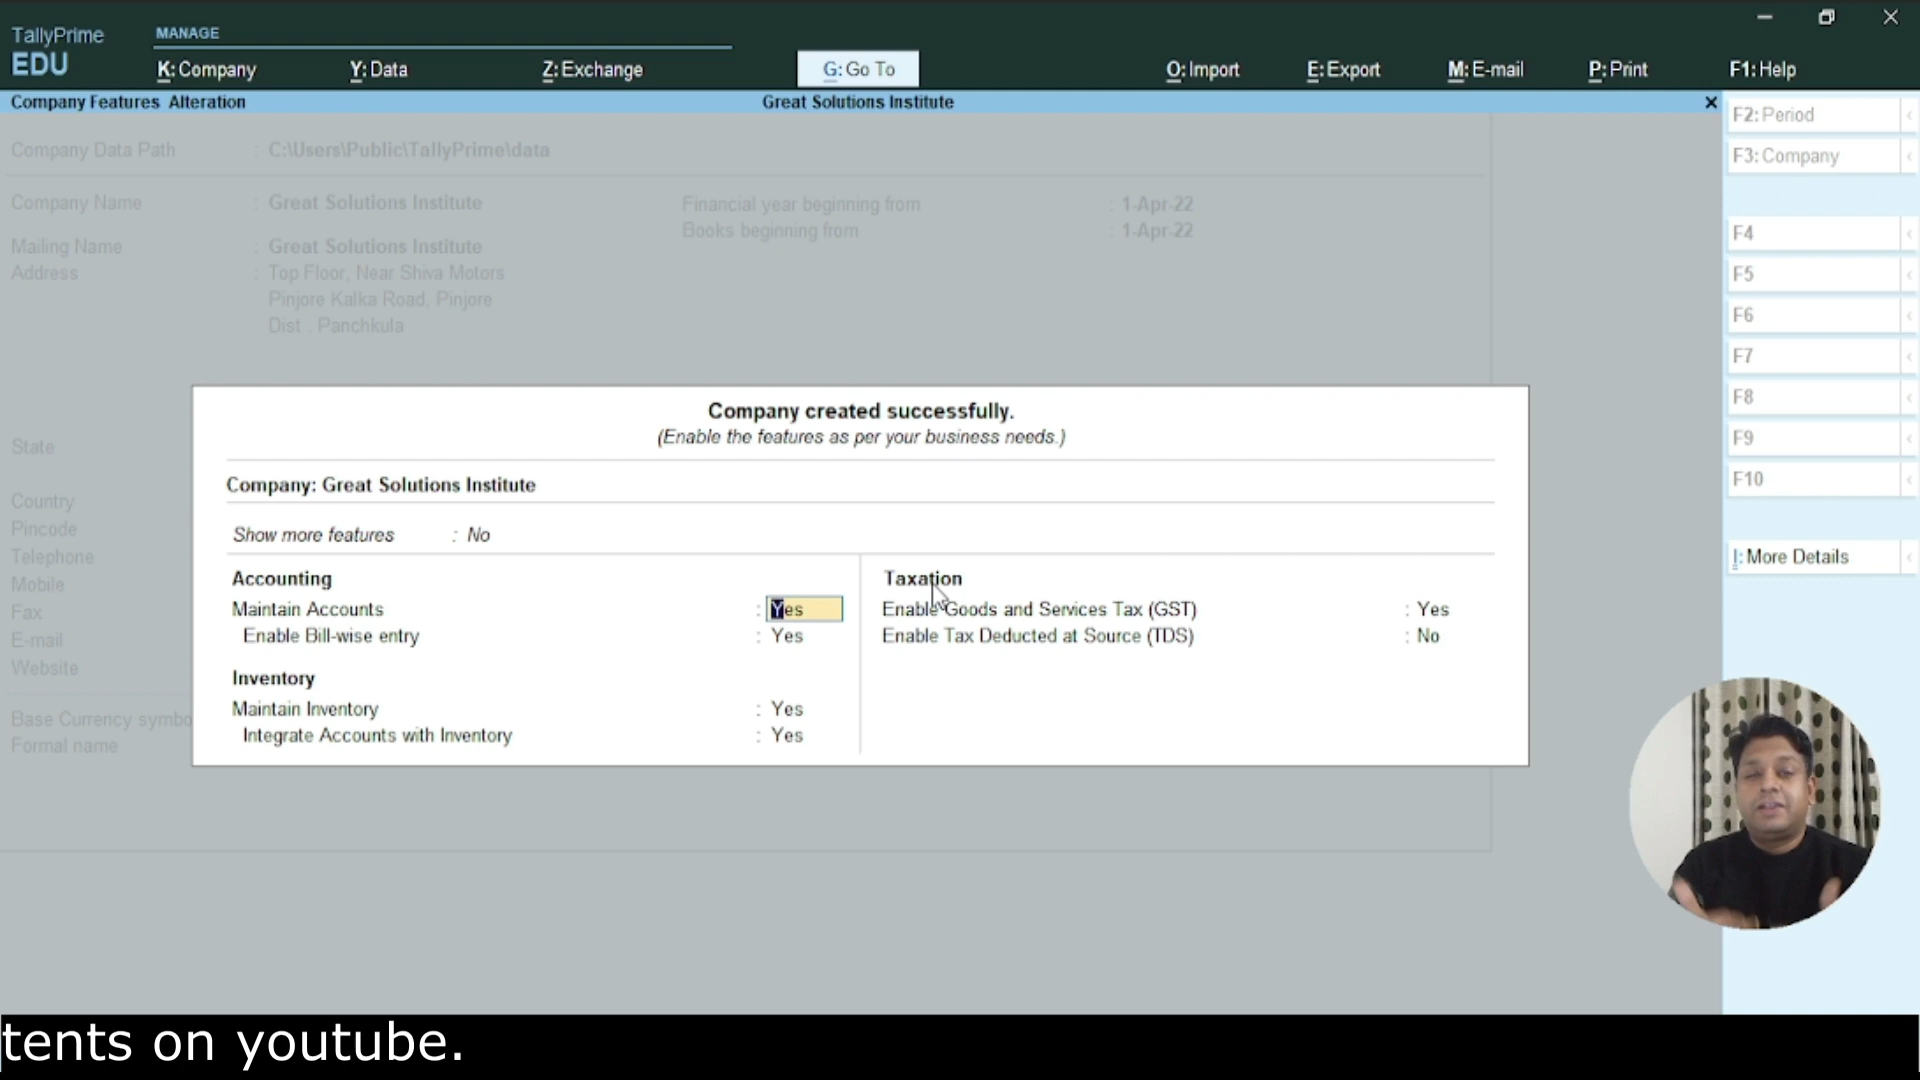 TallyPrime
EDU
MANAGE
K: Company
Y: Data
Z: Exchange
G: Go To
O: Import
E: Export
M: E-mail
P: Print
F1: Help
Company Features Alteration
Great Solutions Institute
Company Data Path : C:\Users\Public\TallyPrime\data
Company Name : Great Solutions Institute
Financial year beginning from : 1-Apr-22
Books beginning from : 1-Apr-22
Mailing Name : Great Solutions Institute
Address : Top Floor, Near Shiva Motors
Pinjore Kalka Road, Pinjore
Dist . Panchkula
State
Country
Pincode
Telephone
Mobile
Fax
E-mail
Website
Base Currency symbo
Formal name
Company created successfully.
(Enable the features as per your business needs.)
Company: Great Solutions Institute
Show more features : No
Accounting
Maintain Accounts : Yes
Enable Bill-wise entry : Yes
Inventory
Maintain Inventory : Yes
Integrate Accounts with Inventory : Yes
Taxation
Enable Goods and Services Tax (GST) : Yes
Enable Tax Deducted at Source (TDS) : No
F2: Period
F3: Company
F4
F5
F6
F7
F8
F9
F10
I: More Details
tents on youtube.